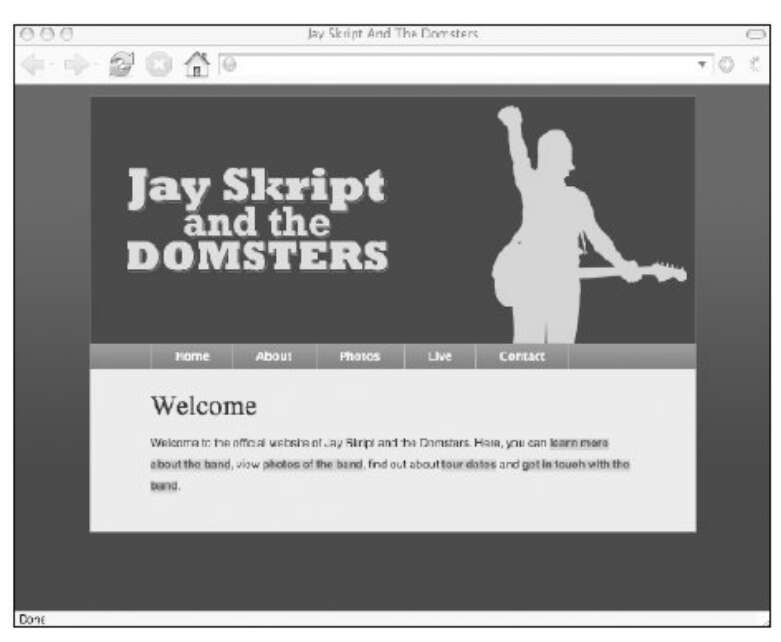 Jay Skript And The Domsters
Jay Skript
and the
DOMSTERS
Home About Photos Live Contact
Welcome
Welcome to the official website of Jay Skript and the Domsters. Here, you can learn more
about the band, view photos of the band, find out about tour dates and get in touch with the
band.
Done